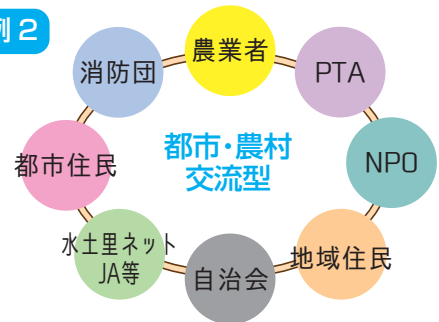 例2
農業者
消防団
PTA
都市住民
都市・農村
交流型
NPO
水土里ネット
JA等
地域住民
自治会